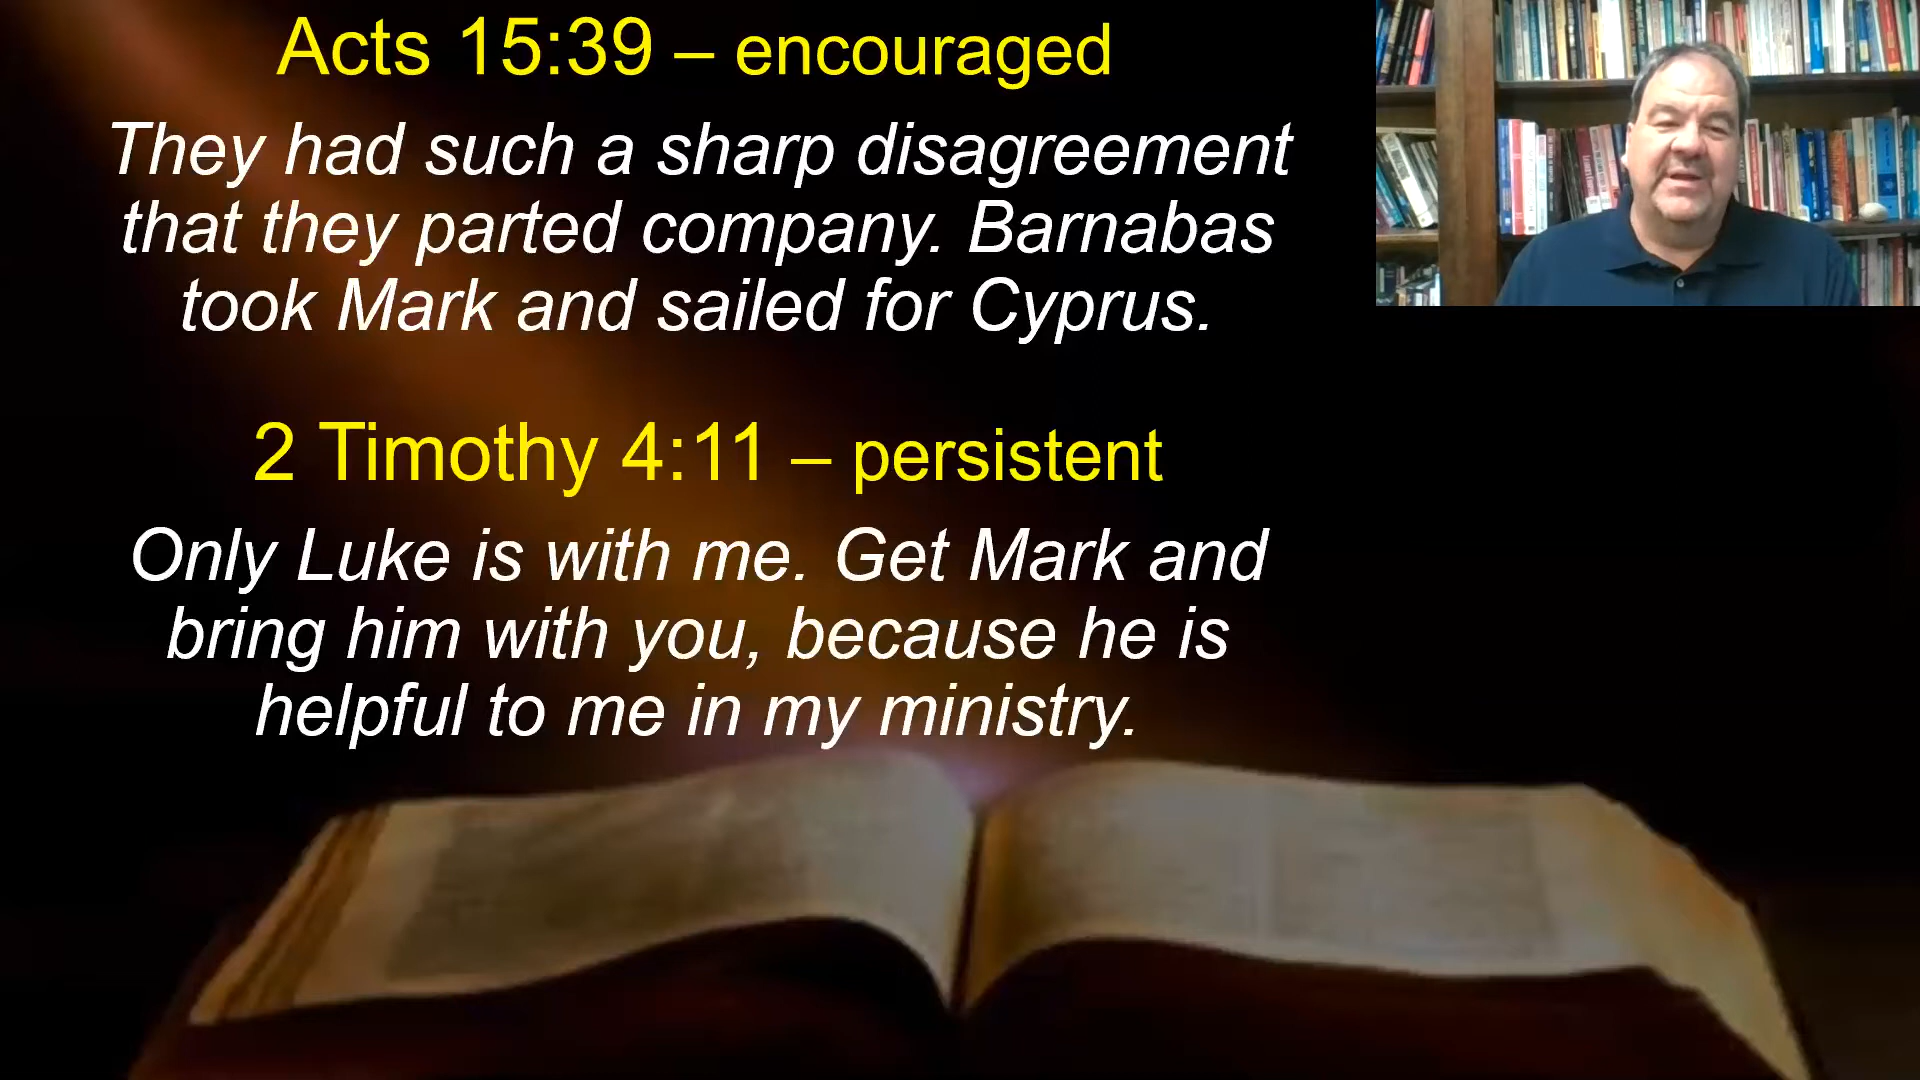 Acts 15:39 – encouraged
They had such a sharp disagreement
that they parted company. Barnabas
took Mark and sailed for Cyprus.
2 Timothy 4:11 – persistent
Only Luke is with me. Get Mark and
bring him with you, because he is
helpful to me in my ministry.